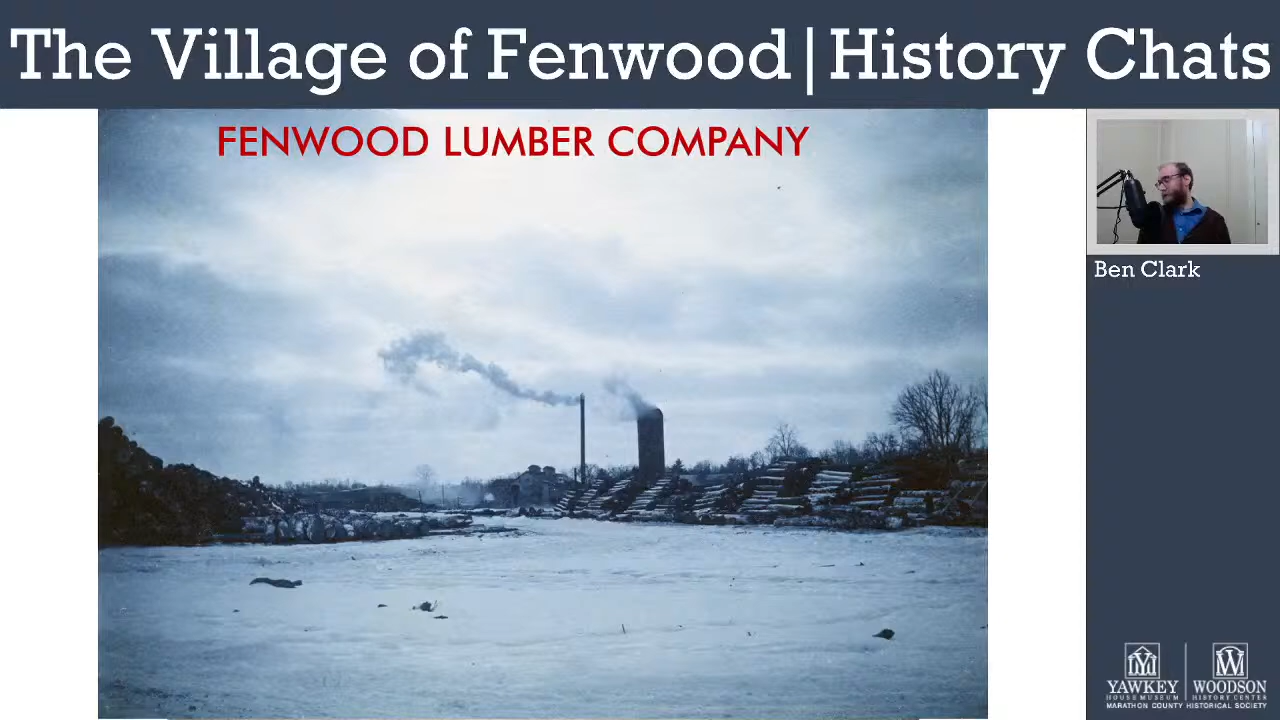 The Village of Fenwood|History Chats
FENWOOD LUMBER COMPANY
Ben Clark
YAWKEY
HOUSE MUSEUM
WOODSON
HISTORY CENTER
MARATHON COUNTY HISTORICAL SOCIETY